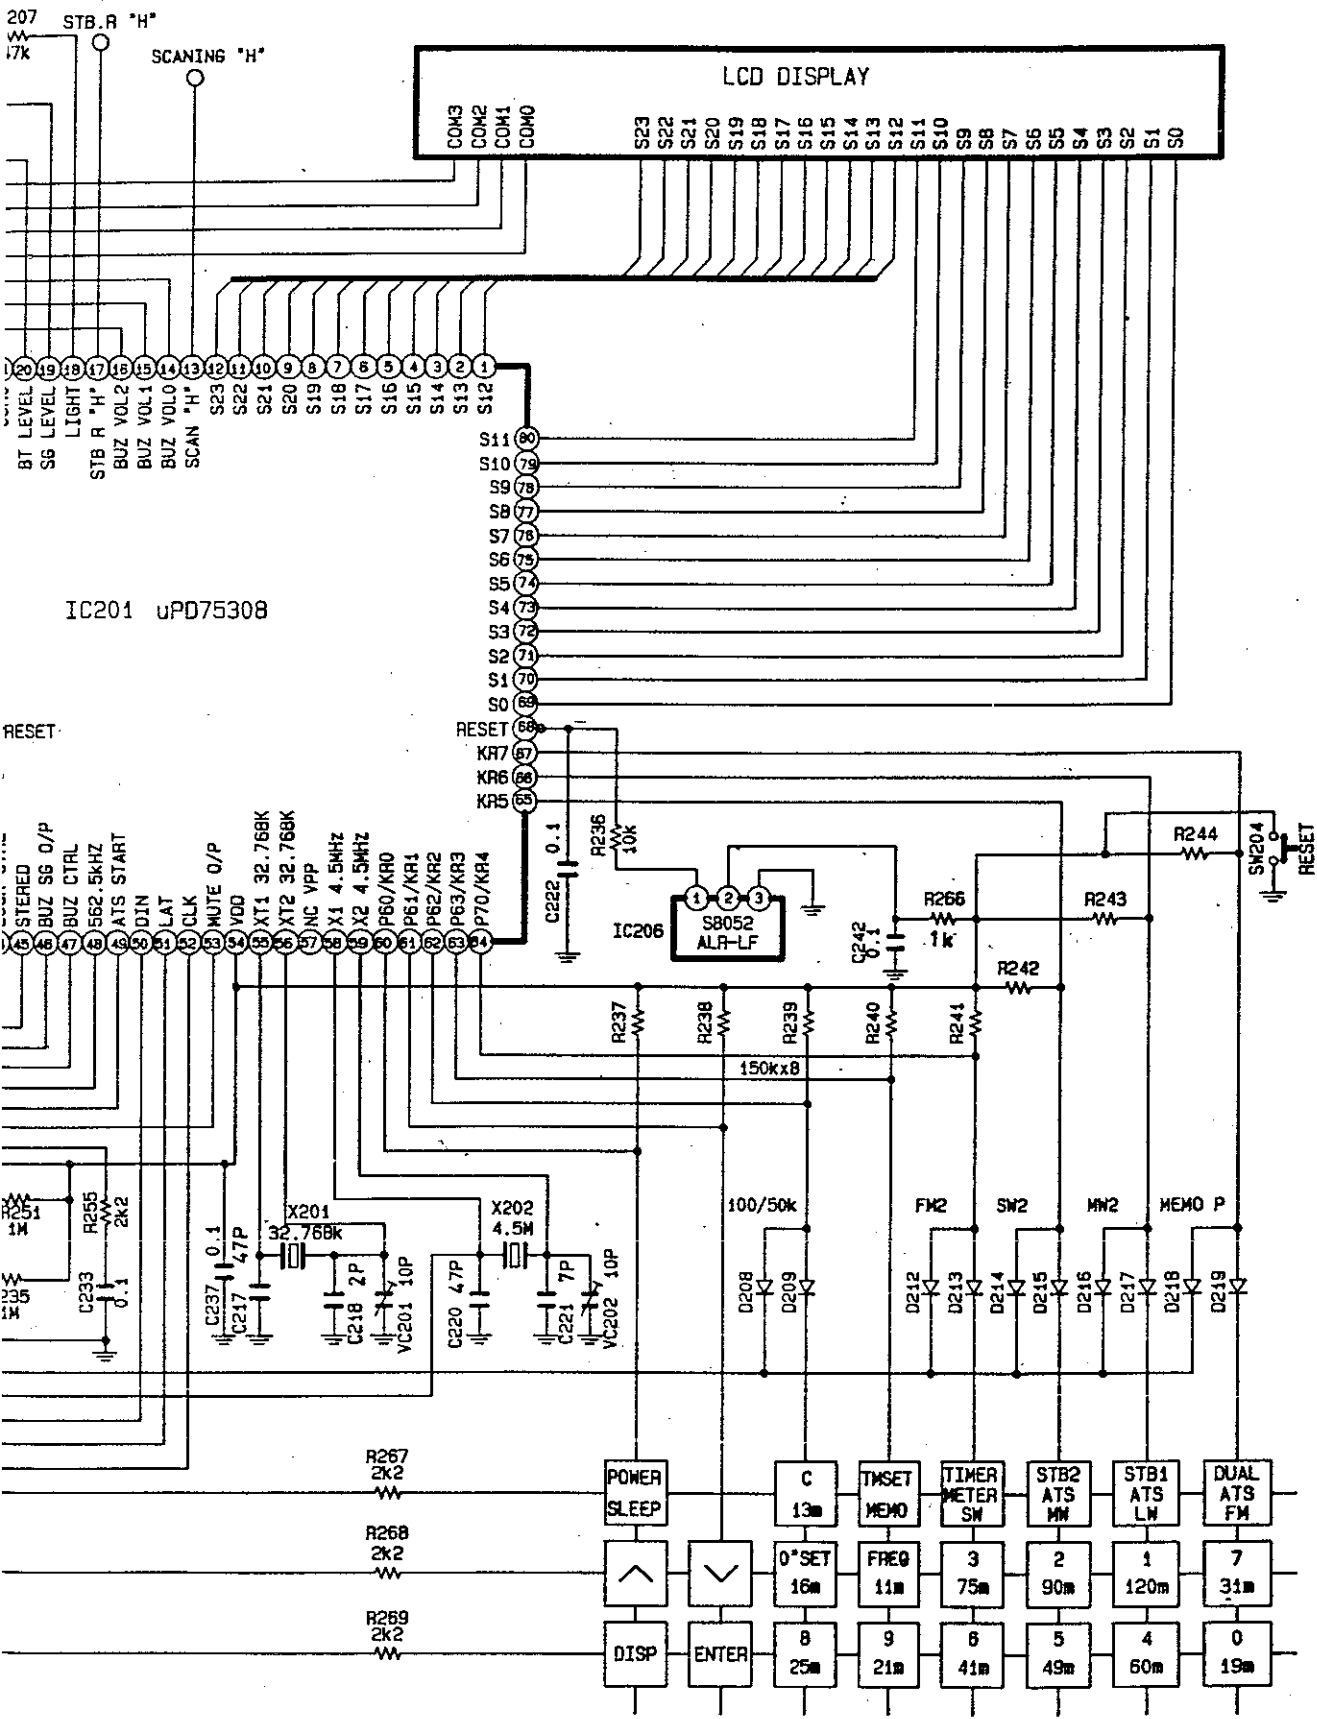 207 STB.R "H"
47k
SCANING "H"
LCD DISPLAY
COM3 COM2 COM1 COM0 S23 S22 S21 S20 S19 S18 S17 S16 S15 S14 S13 S12 S11 S10 S9 S8 S7 S6 S5 S4 S3 S2 S1 S0
20 19 18 17 16 15 14 13 12 11 10 9 8 7 6 5 4 3 2 1
BT LEVEL SG LEVEL LIGHT STB R "H" BUZ VOL2 BUZ VOL1 BUZ VOL0 SCAN "H" S23 S22 S21 S20 S19 S18 S17 S16 S15 S14 S13 S12
S11 80
S10 79
S9 78
S8 77
S7 76
S6 75
S5 74
S4 73
S3 72
S2 71
S1 70
S0 69
IC201 uPD75308
RESET
RESET 68
KR7 67
KR6 66
KR5 65
STEREO BUZ SG O/P BUZ CTRL 562.5kHZ ATS START DIN LAT CLK MUTE O/P VDD XT1 32.768K XT2 32.768K NC VPP X1 4.5MHZ X2 4.5MHZ P60/KR0 P61/KR1 P62/KR2 P63/KR3 P70/KR4
45 46 47 48 49 50 51 52 53 54 55 56 57 58 59 60 61 62 63 64
C222 0.1
R236 10k
IC206
1 2 3
S8052
ALR-LF
C242 0.1
R266
1k
R244
R243
R242
SW204
RESET
R237 R238 R239 R240 R241
150kx8
R251
1M
R255 2k2
235
1M
C233 0.1
C237 0.1
C217 47P
X201
32.768k
C218 2P
VC201 10P
X202
4.5M
C220 47P
C221 7P
VC202 10P
100/50k FM2 SW2 MW2 MEMO P
D208 D209 D212 D213 D214 D215 D216 D217 D218 D219
R267
2k2
POWER
SLEEP
C
13m
TMSET
MEMO
TIMER
METER
SW
STB2
ATS
MW
STB1
ATS
LW
DUAL
ATS
FM
R268
2k2
O"SET
16m
FREQ
11m
3
75m
2
90m
1
120m
7
31m
R269
2k2
DISP
ENTER
8
25m
9
21m
6
41m
5
49m
4
60m
0
19m